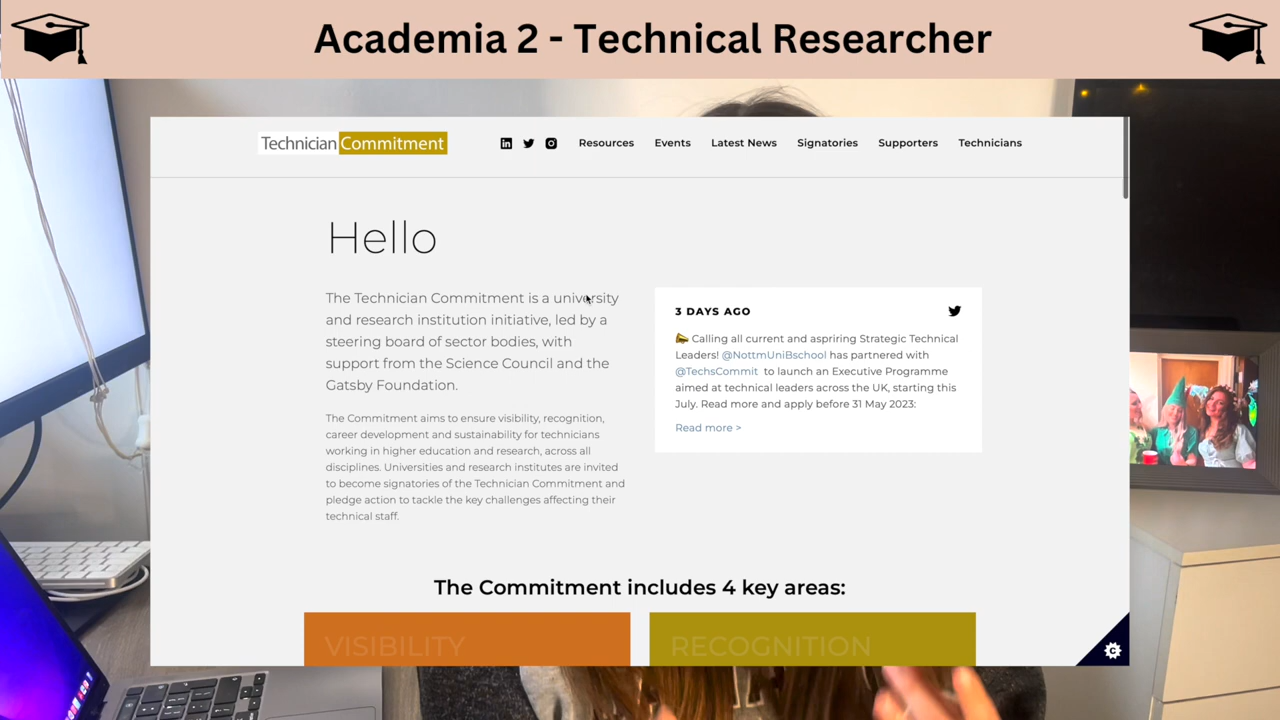 Academia 2 - Technical Researcher
Technician Commitment
Resources Events Latest News Signatories Supporters Technicians
Hello
The Technician Commitment is a university
and research institution initiative, led by a
steering board of sector bodies, with
support from the Science Council and the
Gatsby Foundation.
The Commitment aims to ensure visibility, recognition,
career development and sustainability for technicians
working in higher education and research, across all
disciplines. Universities and research institutes are invited
to become signatories of the Technician Commitment and
pledge action to tackle the key challenges affecting their
technical staff.
3 DAYS AGO
Calling all current and aspriring Strategic Technical
Leaders! @NottmUniBschool has partnered with
@TechsCommit to launch an Executive Programme
aimed at technical leaders across the UK, starting this
July. Read more and apply before 31 May 2023:
Read more >
The Commitment includes 4 key areas:
VISIBILITY
RECOGNITION